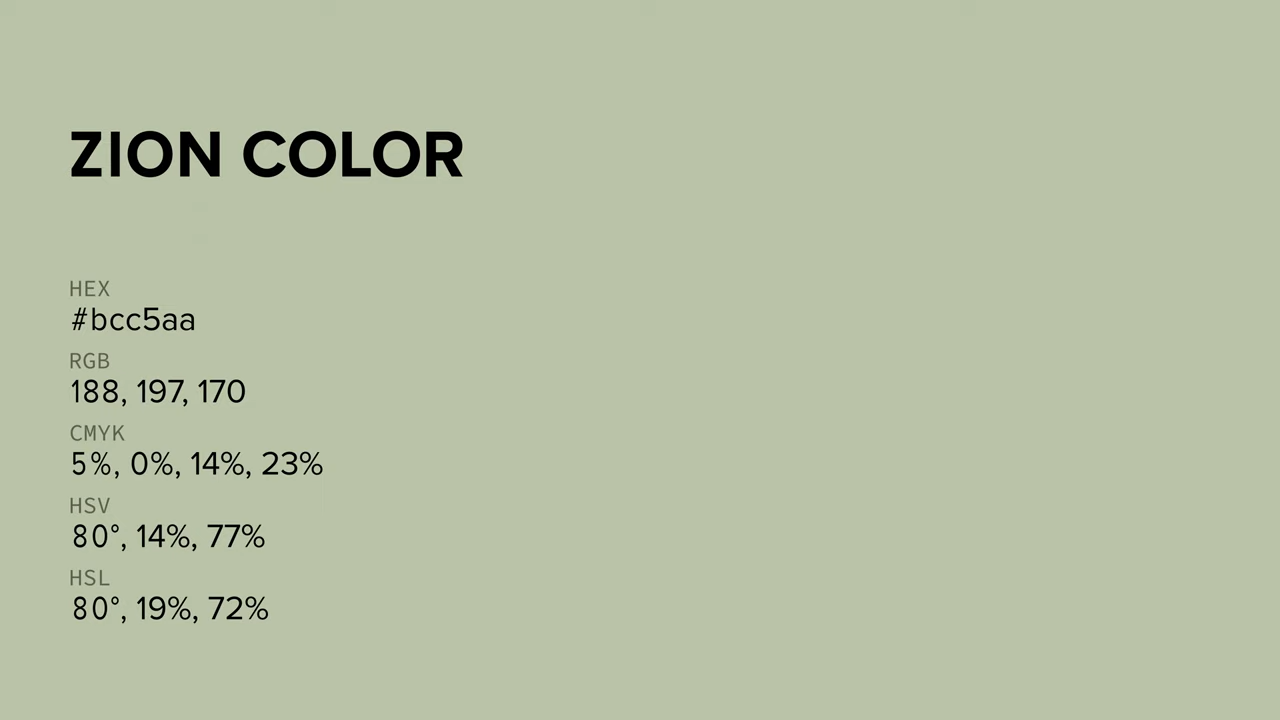 ZION COLOR
HEX
#bcc5aa
RGB
188, 197, 170
CMYK
5%, 0%, 14%, 23%
HSV
80°, 14%, 77%
HSL
80°, 19%, 72%